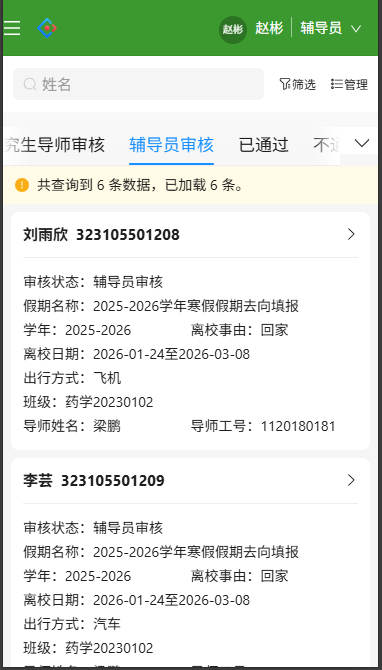 赵彬 赵彬 辅导员
姓名 筛选 管理
究生导师审核 辅导员审核 已通过 不
共查询到 6 条数据，已加载 6 条。
刘雨欣 323105501208
审核状态：辅导员审核
假期名称：2025-2026学年寒假假期去向填报
学年：2025-2026 离校事由：回家
离校日期：2026-01-24至2026-03-08
出行方式：飞机
班级：药学20230102
导师姓名：梁鹏 导师工号：1120180181
李芸 323105501209
审核状态：辅导员审核
假期名称：2025-2026学年寒假假期去向填报
学年：2025-2026 离校事由：回家
离校日期：2026-01-24至2026-03-08
出行方式：汽车
班级：药学20230102